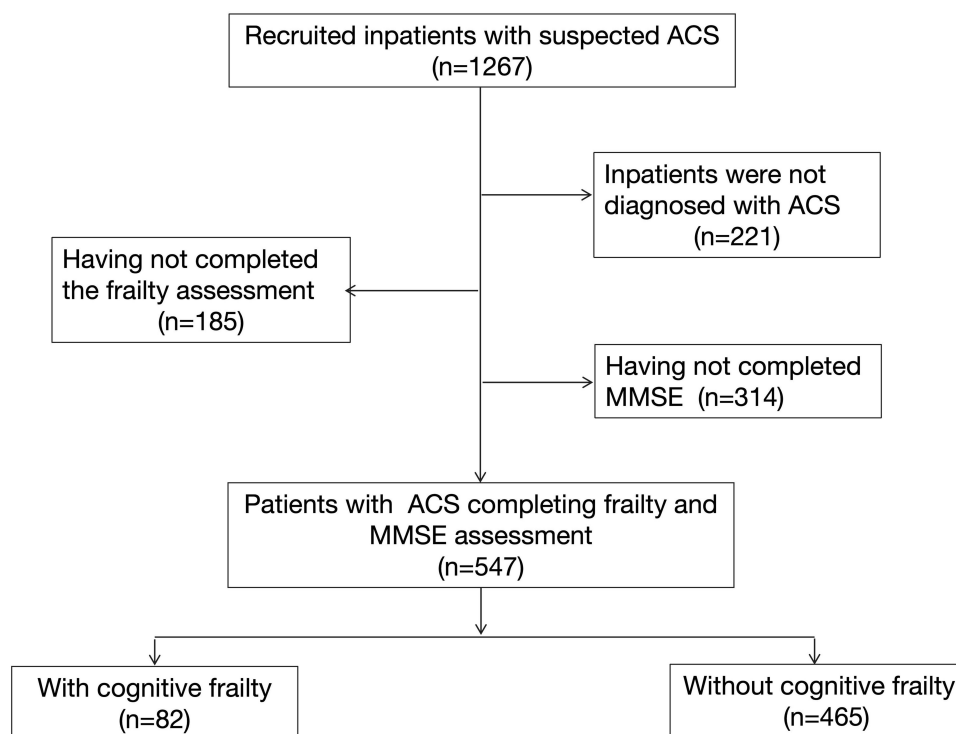 Recruited inpatients with suspected ACS
(n=1267)
Inpatients were not
diagnosed with ACS
(n=221)
Having not completed
the frailty assessment
(n=185)
Having not completed
MMSE (n=314)
Patients with ACS completing frailty and
MMSE assessment
(n=547)
With cognitive frailty
(n=82)
Without cognitive frailty
(n=465)